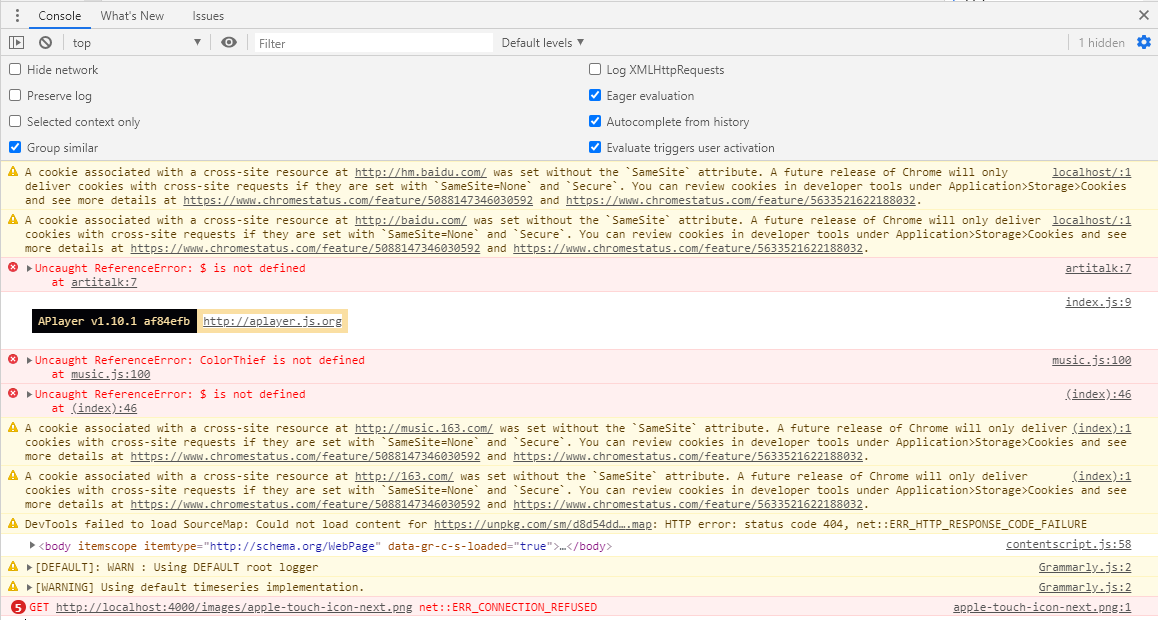 Console What's New Issues
top Filter Default levels 1 hidden
Hide network Log XMLHttpRequests
Preserve log Eager evaluation
Selected context only Autocomplete from history
Group similar Evaluate triggers user activation
A cookie associated with a cross-site resource at http://hm.baidu.com/ was set without the `SameSite` attribute. A future release of Chrome will only localhost/:1
deliver cookies with cross-site requests if they are set with `SameSite=None` and `Secure`. You can review cookies in developer tools under Application>Storage>Cookies
and see more details at https://www.chromestatus.com/feature/5088147346030592 and https://www.chromestatus.com/feature/5633521622188032.
A cookie associated with a cross-site resource at http://baidu.com/ was set without the `SameSite` attribute. A future release of Chrome will only deliver localhost/:1
cookies with cross-site requests if they are set with `SameSite=None` and `Secure`. You can review cookies in developer tools under Application>Storage>Cookies and see
more details at https://www.chromestatus.com/feature/5088147346030592 and https://www.chromestatus.com/feature/5633521622188032.
Uncaught ReferenceError: $ is not defined artitalk:7
at artitalk:7
index.js:9
APlayer v1.10.1 af84efb http://aplayer.js.org
Uncaught ReferenceError: ColorThief is not defined music.js:100
at music.js:100
Uncaught ReferenceError: $ is not defined (index):46
at (index):46
A cookie associated with a cross-site resource at http://music.163.com/ was set without the `SameSite` attribute. A future release of Chrome will only deliver (index):1
cookies with cross-site requests if they are set with `SameSite=None` and `Secure`. You can review cookies in developer tools under Application>Storage>Cookies and see
more details at https://www.chromestatus.com/feature/5088147346030592 and https://www.chromestatus.com/feature/5633521622188032.
A cookie associated with a cross-site resource at http://163.com/ was set without the `SameSite` attribute. A future release of Chrome will only deliver (index):1
cookies with cross-site requests if they are set with `SameSite=None` and `Secure`. You can review cookies in developer tools under Application>Storage>Cookies and see
more details at https://www.chromestatus.com/feature/5088147346030592 and https://www.chromestatus.com/feature/5633521622188032.
DevTools failed to load SourceMap: Could not load content for https://unpkg.com/sm/d8d54dd….map: HTTP error: status code 404, net::ERR_HTTP_RESPONSE_CODE_FAILURE
<body itemscope itemtype="http://schema.org/WebPage" data-gr-c-s-loaded="true">…</body> contentscript.js:58
[DEFAULT]: WARN : Using DEFAULT root logger Grammarly.js:2
[WARNING] Using default timeseries implementation. Grammarly.js:2
5 GET http://localhost:4000/images/apple-touch-icon-next.png net::ERR_CONNECTION_REFUSED apple-touch-icon-next.png:1